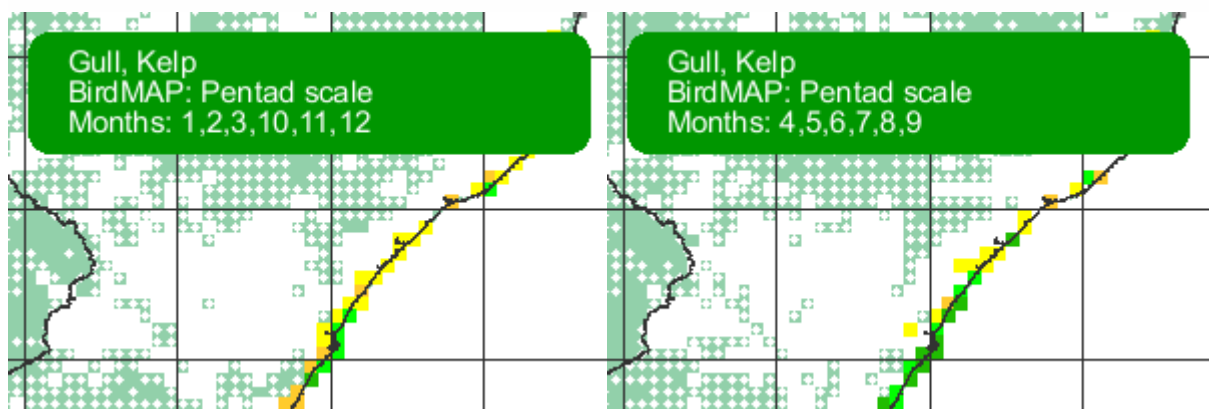 Gull, Kelp
BirdMAP: Pentad scale
Months: 1,2,3,10,11,12
Gull, Kelp
BirdMAP: Pentad scale
Months: 4,5,6,7,8,9